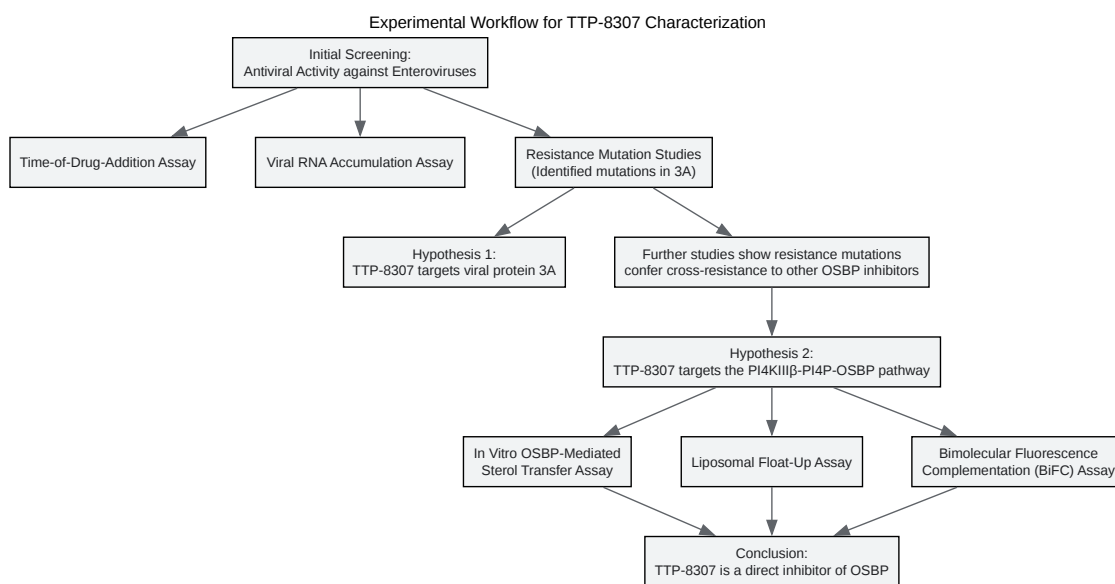 Experimental Workflow for TTP-8307 Characterization
Initial Screening:
Antiviral Activity against Enteroviruses
Time-of-Drug-Addition Assay
Viral RNA Accumulation Assay
Resistance Mutation Studies
(Identified mutations in 3A)
Hypothesis 1:
TTP-8307 targets viral protein 3A
Further studies show resistance mutations
confer cross-resistance to other OSBP inhibitors
Hypothesis 2:
TTP-8307 targets the PI4KIIIβ-PI4P-OSBP pathway
In Vitro OSBP-Mediated
Sterol Transfer Assay
Liposomal Float-Up Assay
Bimolecular Fluorescence
Complementation (BiFC) Assay
Conclusion:
TTP-8307 is a direct inhibitor of OSBP